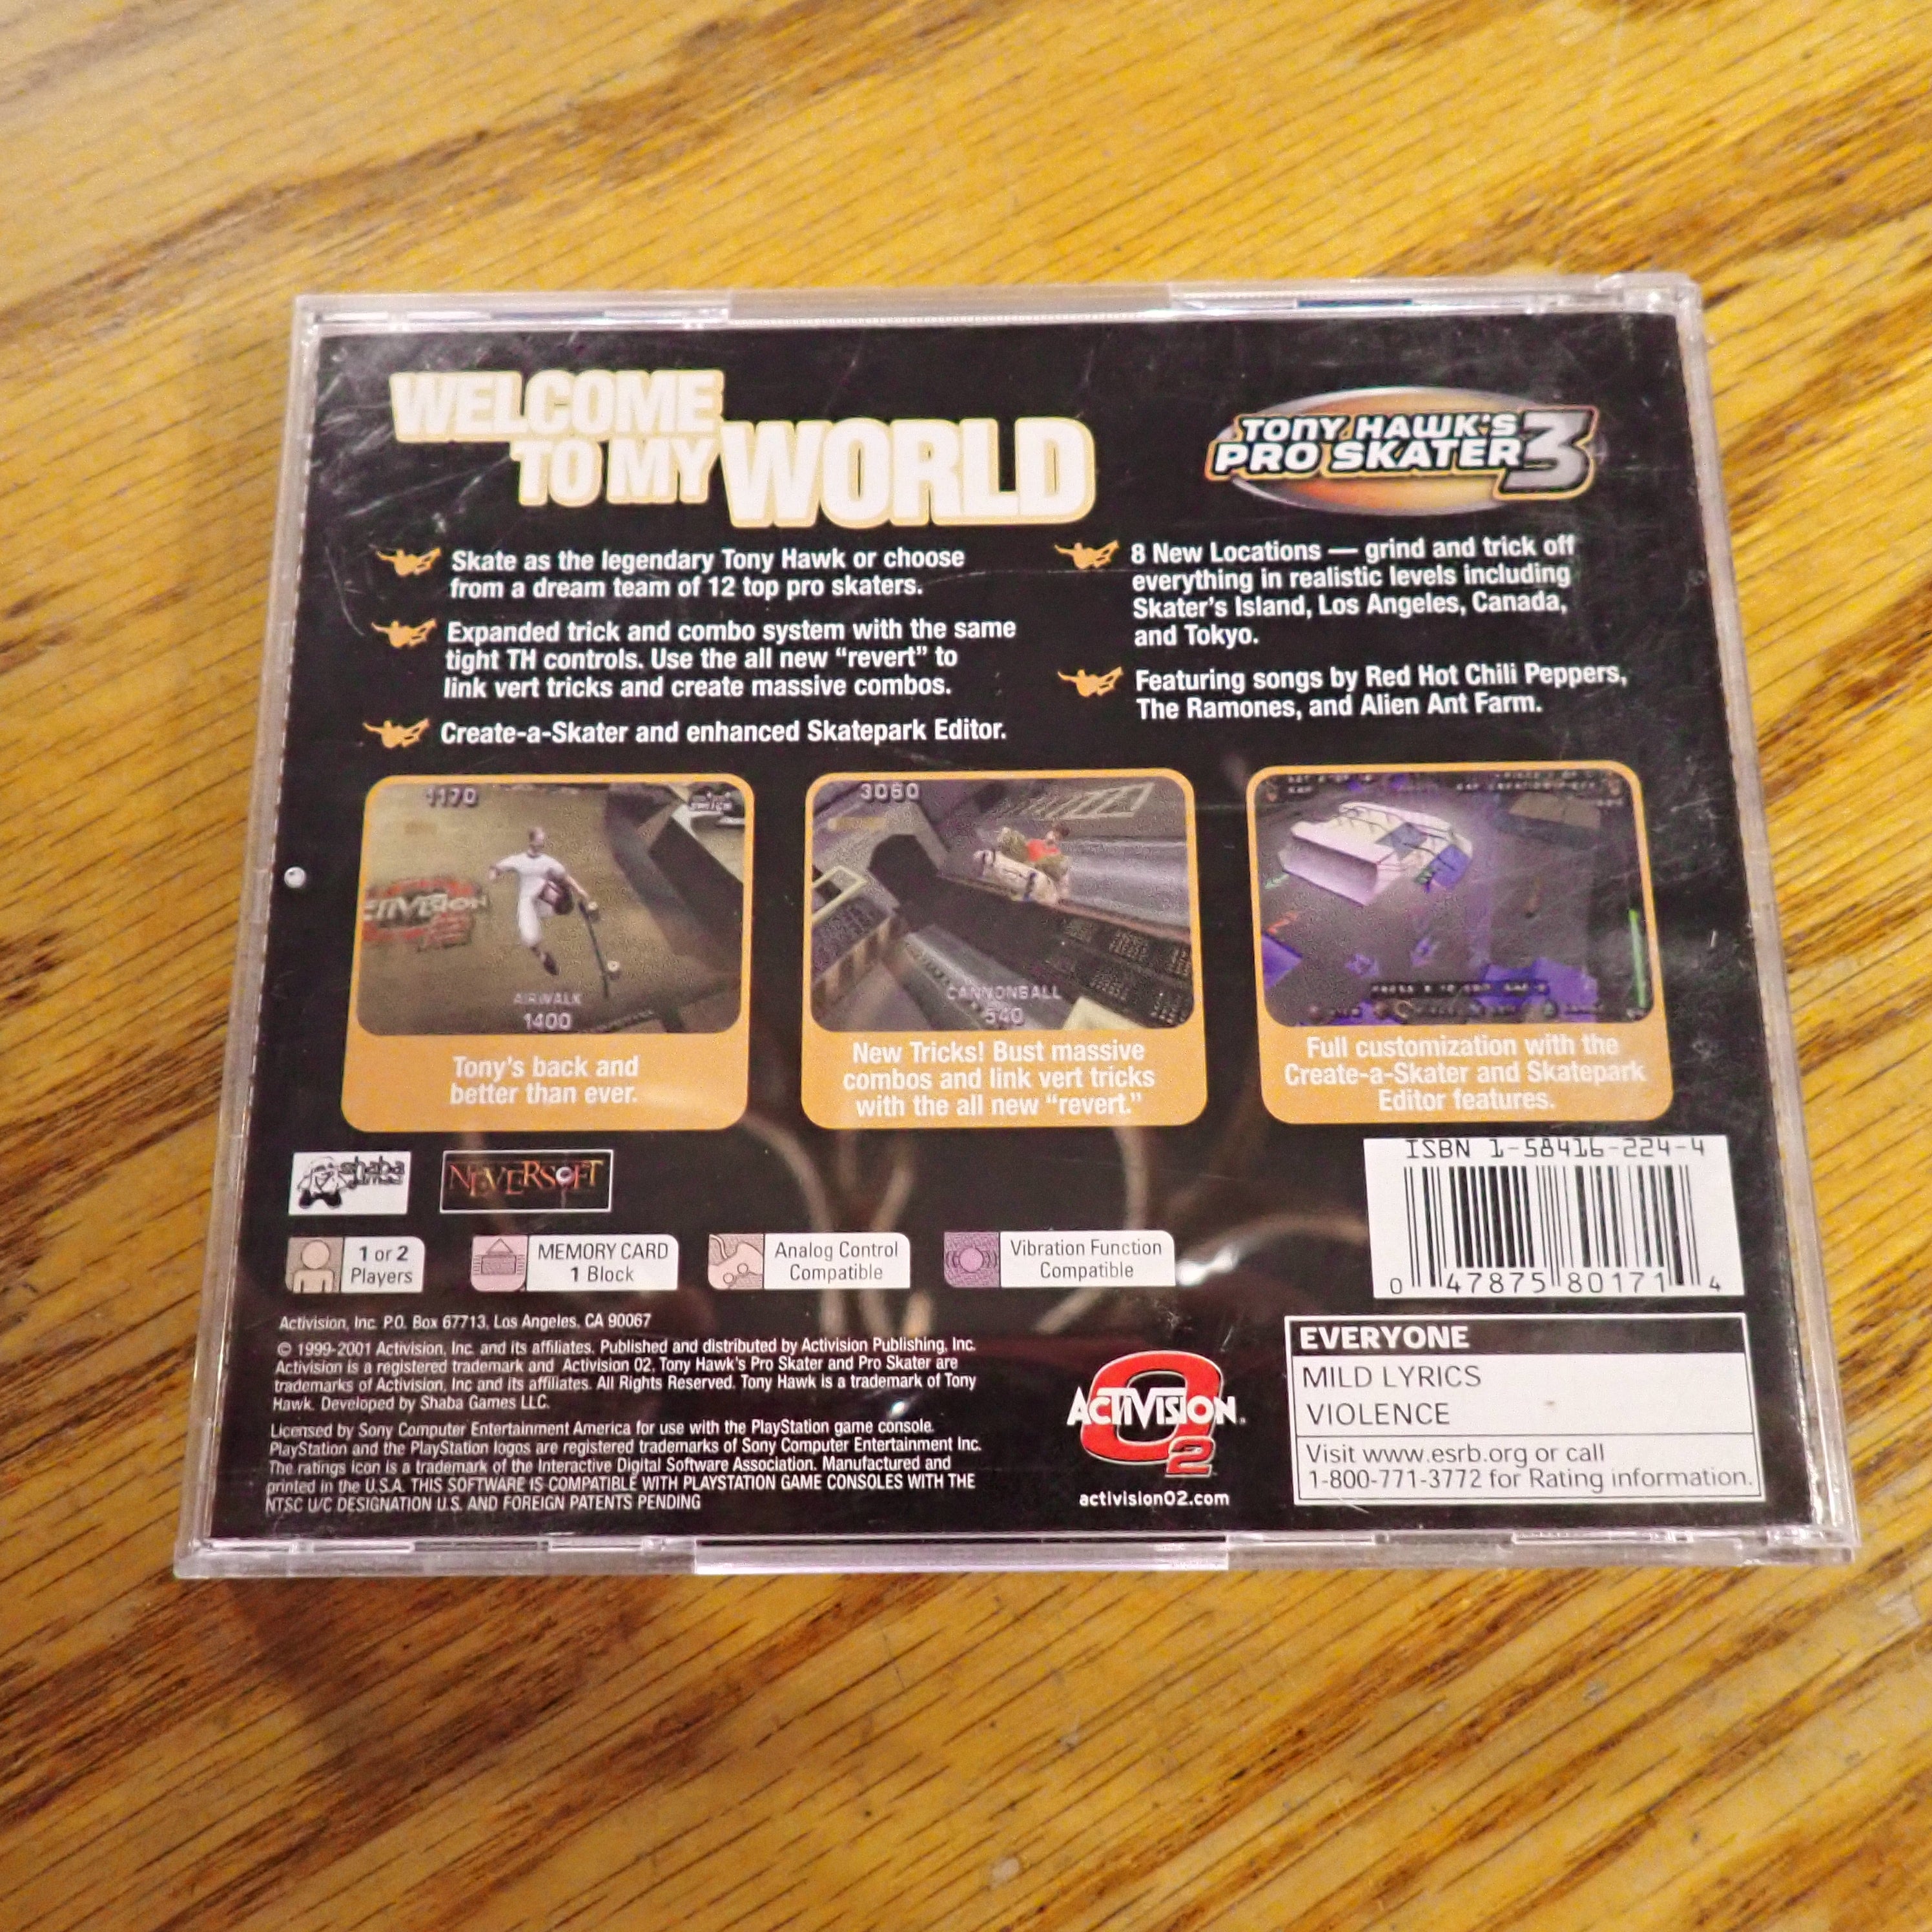 WELCOME
TO MY WORLD
TONY HAWK'S
PRO SKATER 3
Skate as the legendary Tony Hawk or choose
from a dream team of 12 top pro skaters.
Expanded trick and combo system with the same
tight TH controls. Use the all new “revert” to
link vert tricks and create massive combos.
Create-a-Skater and enhanced Skatepark Editor.
8 New Locations — grind and trick off
everything in realistic levels including
Skater's Island, Los Angeles, Canada,
and Tokyo.
Featuring songs by Red Hot Chili Peppers,
The Ramones, and Alien Ant Farm.
1170
AIRWALK
1400
Tony's back and
better than ever.
3060
CANNONBALL
540
New Tricks! Bust massive
combos and link vert tricks
with the all new “revert.”
Full customization with the
Create-a-Skater and Skatepark
Editor features.
shaba
games
NEVERSOFT
1 or 2
Players
MEMORY CARD
1 Block
Analog Control
Compatible
Vibration Function
Compatible
ISBN 1-58416-224-4
0 47875 80171 4
Activision, Inc. P.O. Box 67713, Los Angeles, CA 90067
© 1999-2001 Activision, Inc. and its affiliates. Published and distributed by Activision Publishing, Inc.
Activision is a registered trademark and Activision O2, Tony Hawk's Pro Skater and Pro Skater are
trademarks of Activision, Inc and its affiliates. All Rights Reserved. Tony Hawk is a trademark of Tony
Hawk. Developed by Shaba Games LLC.
Licensed by Sony Computer Entertainment America for use with the PlayStation game console.
PlayStation and the PlayStation logos are registered trademarks of Sony Computer Entertainment Inc.
The ratings icon is a trademark of the Interactive Digital Software Association. Manufactured and
printed in the U.S.A. THIS SOFTWARE IS COMPATIBLE WITH PLAYSTATION GAME CONSOLES WITH THE
NTSC U/C DESIGNATION U.S. AND FOREIGN PATENTS PENDING
ACTIVISION.
O2
activisionO2.com
EVERYONE
MILD LYRICS
VIOLENCE
Visit www.esrb.org or call
1-800-771-3772 for Rating information.